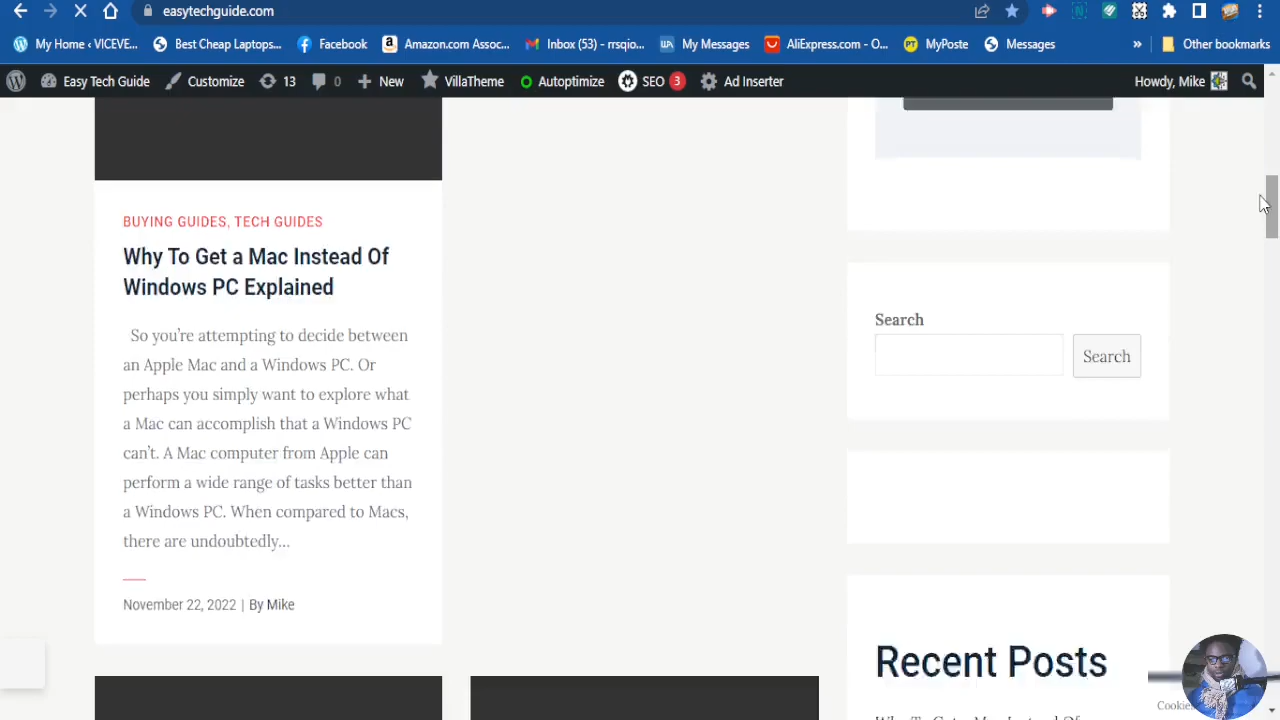 easytechguide.com
My Home ‹ VICEVE... Best Cheap Laptops... Facebook Amazon.com Assoc... Inbox (53) - rrsqio... My Messages AliExpress.com - O... MyPoste Messages » Other bookmarks
Easy Tech Guide Customize 13 0 New VillaTheme Autoptimize SEO 3 Ad Inserter Howdy, Mike
BUYING GUIDES, TECH GUIDES
Why To Get a Mac Instead Of
Windows PC Explained
So you're attempting to decide between
an Apple Mac and a Windows PC. Or
perhaps you simply want to explore what
a Mac can accomplish that a Windows PC
can't. A Mac computer from Apple can
perform a wide range of tasks better than
a Windows PC. When compared to Macs,
there are undoubtedly...
November 22, 2022 | By Mike
Search
Search
Recent Posts